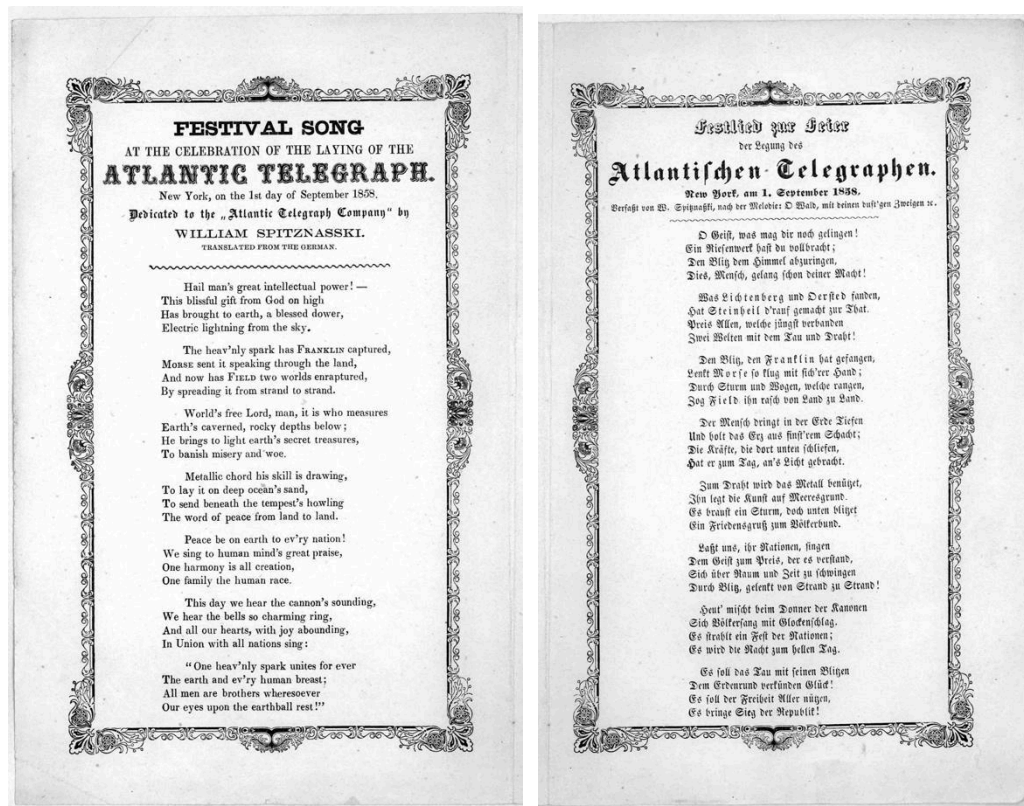 FESTIVAL SONG
AT THE CELEBRATION OF THE LAYING OF THE
ATLANTIC TELEGRAPH.
New York, on the 1st day of September 1858.
Dedicated to the „Atlantic Telegraph Company“ by
WILLIAM SPITZNASSKI.
TRANSLATED FROM THE GERMAN.
Hail man's great intellectual power! —
This blissful gift from God on high
Has brought to earth, a blessed dower,
Electric lightning from the sky.
The heav'nly spark has FRANKLIN captured,
MORSE sent it speaking through the land,
And now has FIELD two worlds enraptured,
By spreading it from strand to strand.
World's free Lord, man, it is who measures
Earth's caverned, rocky depths below;
He brings to light earth's secret treasures,
To banish misery and woe.
Metallic chord his skill is drawing,
To lay it on deep ocean's sand,
To send beneath the tempest's howling
The word of peace from land to land.
Peace be on earth to ev'ry nation!
We sing to human mind's great praise,
One harmony is all creation,
One family the human race.
This day we hear the cannon's sounding,
We hear the bells so charming ring,
And all our hearts, with joy abounding,
In Union with all nations sing:
"One heav'nly spark unites for ever
The earth and ev'ry human breast;
All men are brothers wheresoever
Our eyes upon the earthball rest!"
Festlied zur Feier
der Legung des
Atlantischen Telegraphen.
New York, am 1. September 1858.
Verfaßt von W. Spitznaßki, nach der Melodie: O Wald, mit deinen duft'gen Zweigen ꝛc.
O Geist, was mag dir noch gelingen!
Ein Riesenwerk hast du vollbracht;
Den Blitz dem Himmel abzuringen,
Dies, Mensch, gelang schon deiner Macht!
Was Lichtenberg und Oersted fanden,
Hat Steinheil d'rauf gemacht zur That.
Preis Allen, welche jüngst verbanden
Zwei Welten mit dem Tau und Draht!
Den Blitz, den Franklin hat gefangen,
Lenkt Morse so klug mit sich'rer Hand;
Durch Sturm und Wogen, welche rangen,
Zog Field ihn rasch von Land zu Land.
Der Mensch dringt in der Erde Tiefen
Und holt das Erz aus finst'rem Schacht;
Die Kräfte, die dort unten schliefen,
Hat er zum Tag, an's Licht gebracht.
Zum Draht wird das Metall benützet,
Ihn legt die Kunst auf Meeresgrund.
Es braust ein Sturm, doch unten blitzet
Ein Friedensgruß zum Völkerbund.
Laßt uns, ihr Nationen, singen
Dem Geist zum Preis, der es verstand,
Sich über Raum und Zeit zu schwingen
Durch Blitz, gelenkt von Strand zu Strand!
Heut' mischt beim Donner der Kanonen
Sich Völkersang mit Glockenschlag.
Es strahlt ein Fest der Nationen;
Es wird die Nacht zum hellen Tag.
Es soll das Tau mit seinen Blitzen
Dem Erdenrund verkünden Glück!
Es soll der Freiheit Aller nützen,
Es bringe Sieg der Republik!